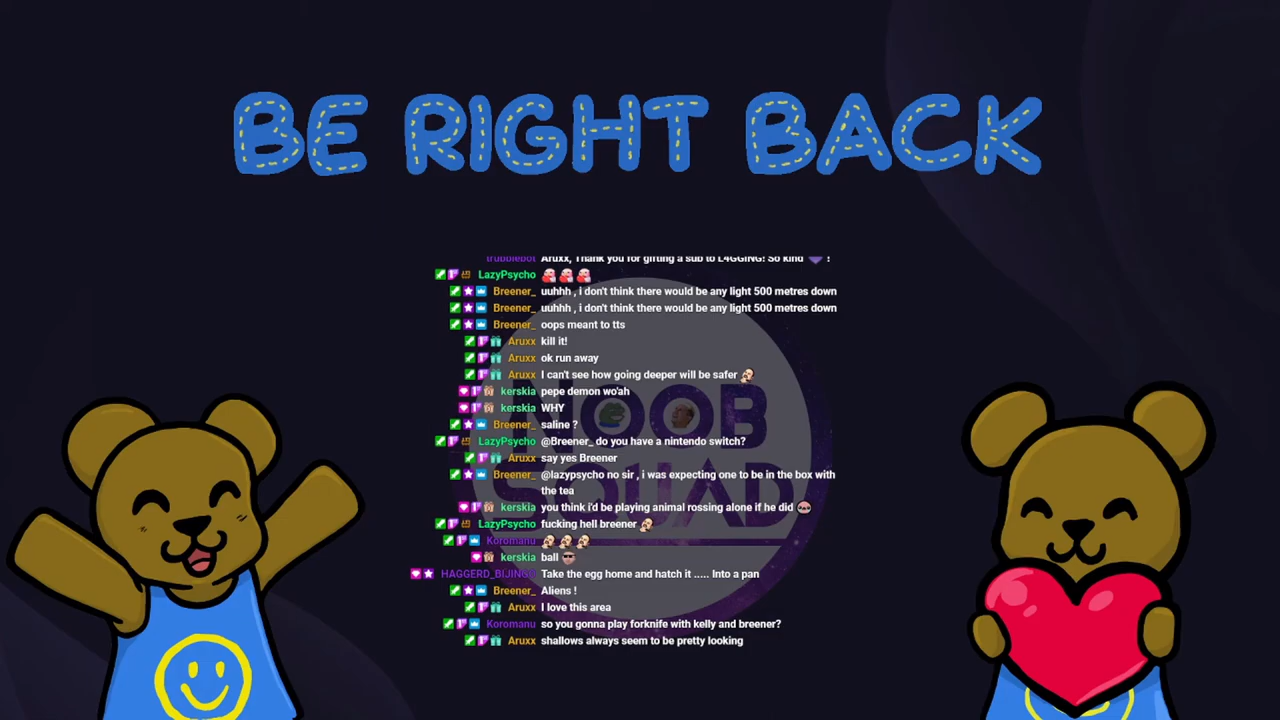 BE RIGHT BACK
trubblebot Aruxx, Thank you for gifting a sub to L4GGING! So kind !
LazyPsycho
Breener_ uuhhh , i don't think there would be any light 500 metres down
Breener_ uuhhh , i don't think there would be any light 500 metres down
Breener_ oops meant to tts
Aruxx kill it!
Aruxx ok run away
Aruxx I can't see how going deeper will be safer
kerskia pepe demon wo'ah
kerskia WHY
Breener_ saline ?
LazyPsycho @Breener_ do you have a nintendo switch?
Aruxx say yes Breener
Breener_ @lazypsycho no sir , i was expecting one to be in the box with
the tea
kerskia you think i'd be playing animal rossing alone if he did
LazyPsycho fucking hell breener
Koromanu
kerskia ball
HAGGERD_BIJINGO Take the egg home and hatch it ..... Into a pan
Breener_ Aliens !
Aruxx I love this area
Koromanu so you gonna play forknife with kelly and breener?
Aruxx shallows always seem to be pretty looking
NOOB
SQUAD